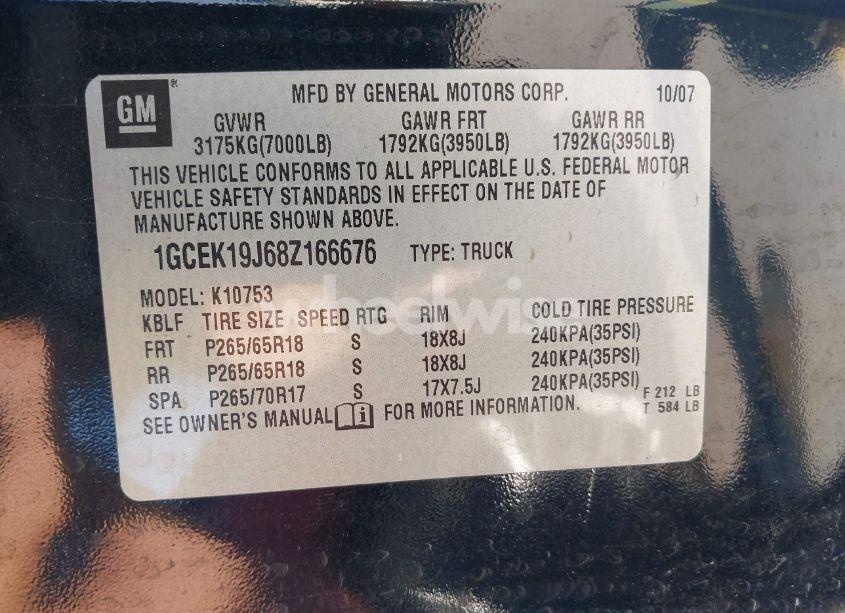 GM ® MFD BY GENERAL MOTORS CORP. 10/07
GVWR GAWR FRT GAWR RR
3175KG(7000LB) 1792KG(3950LB) 1792KG(3950LB)
THIS VEHICLE CONFORMS TO ALL APPLICABLE U.S. FEDERAL MOTOR
VEHICLE SAFETY STANDARDS IN EFFECT ON THE DATE OF
MANUFACTURE SHOWN ABOVE.
1GCEK19J68Z166676 TYPE: TRUCK
MODEL: K10753
KBLF TIRE SIZE SPEED RTG RIM COLD TIRE PRESSURE
FRT P265/65R18 S 18X8J 240KPA(35PSI)
RR P265/65R18 S 18X8J 240KPA(35PSI)
SPA P265/70R17 S 17X7.5J 240KPA(35PSI)
F 212 LB
T 584 LB
SEE OWNER'S MANUAL FOR MORE INFORMATION.